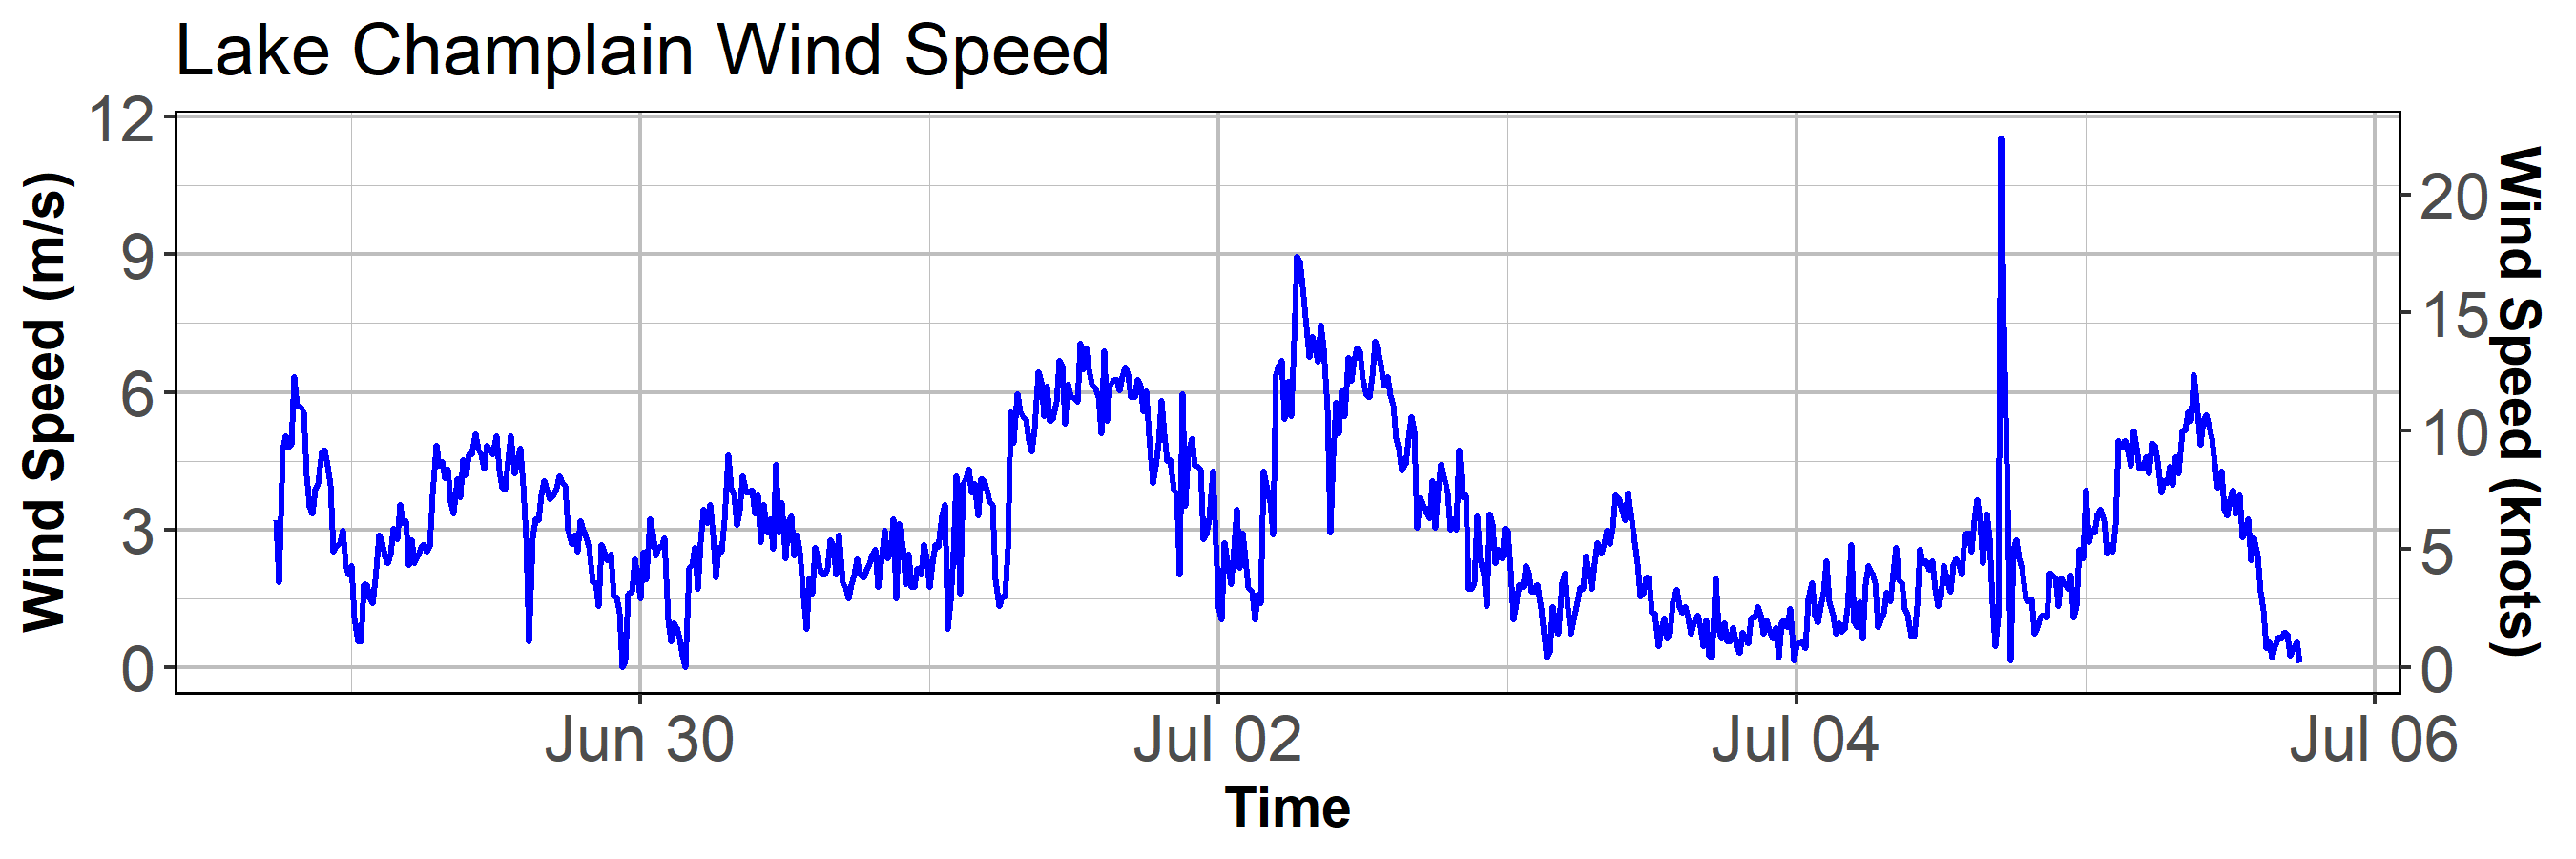 Lake Champlain Wind Speed
12
9
6
3
0
Wind Speed (m/s)
20
15
10
5
0
Wind Speed (knots)
Jun 30
Jul 02
Jul 04
Jul 06
Time